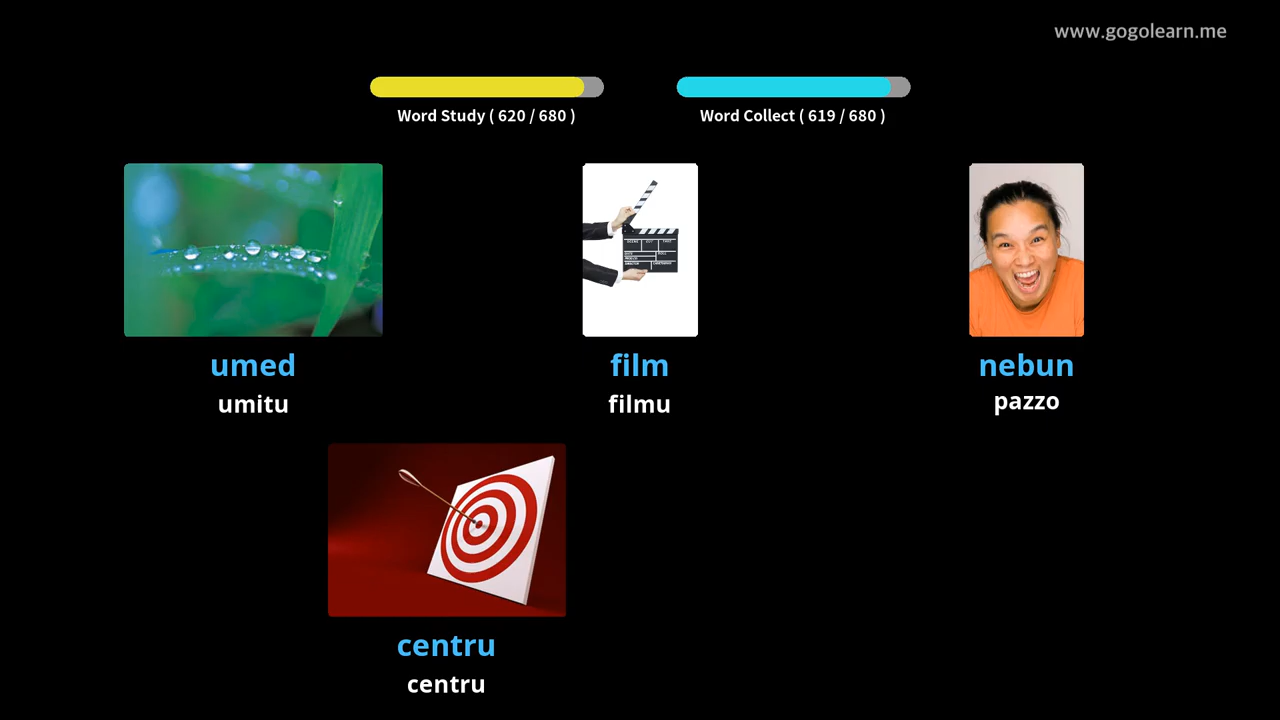 www.gogolearn.me
Word Study ( 620 / 680 )
Word Collect ( 619 / 680 )
umed
umitu
film
filmu
nebun
pazzo
centru
centru